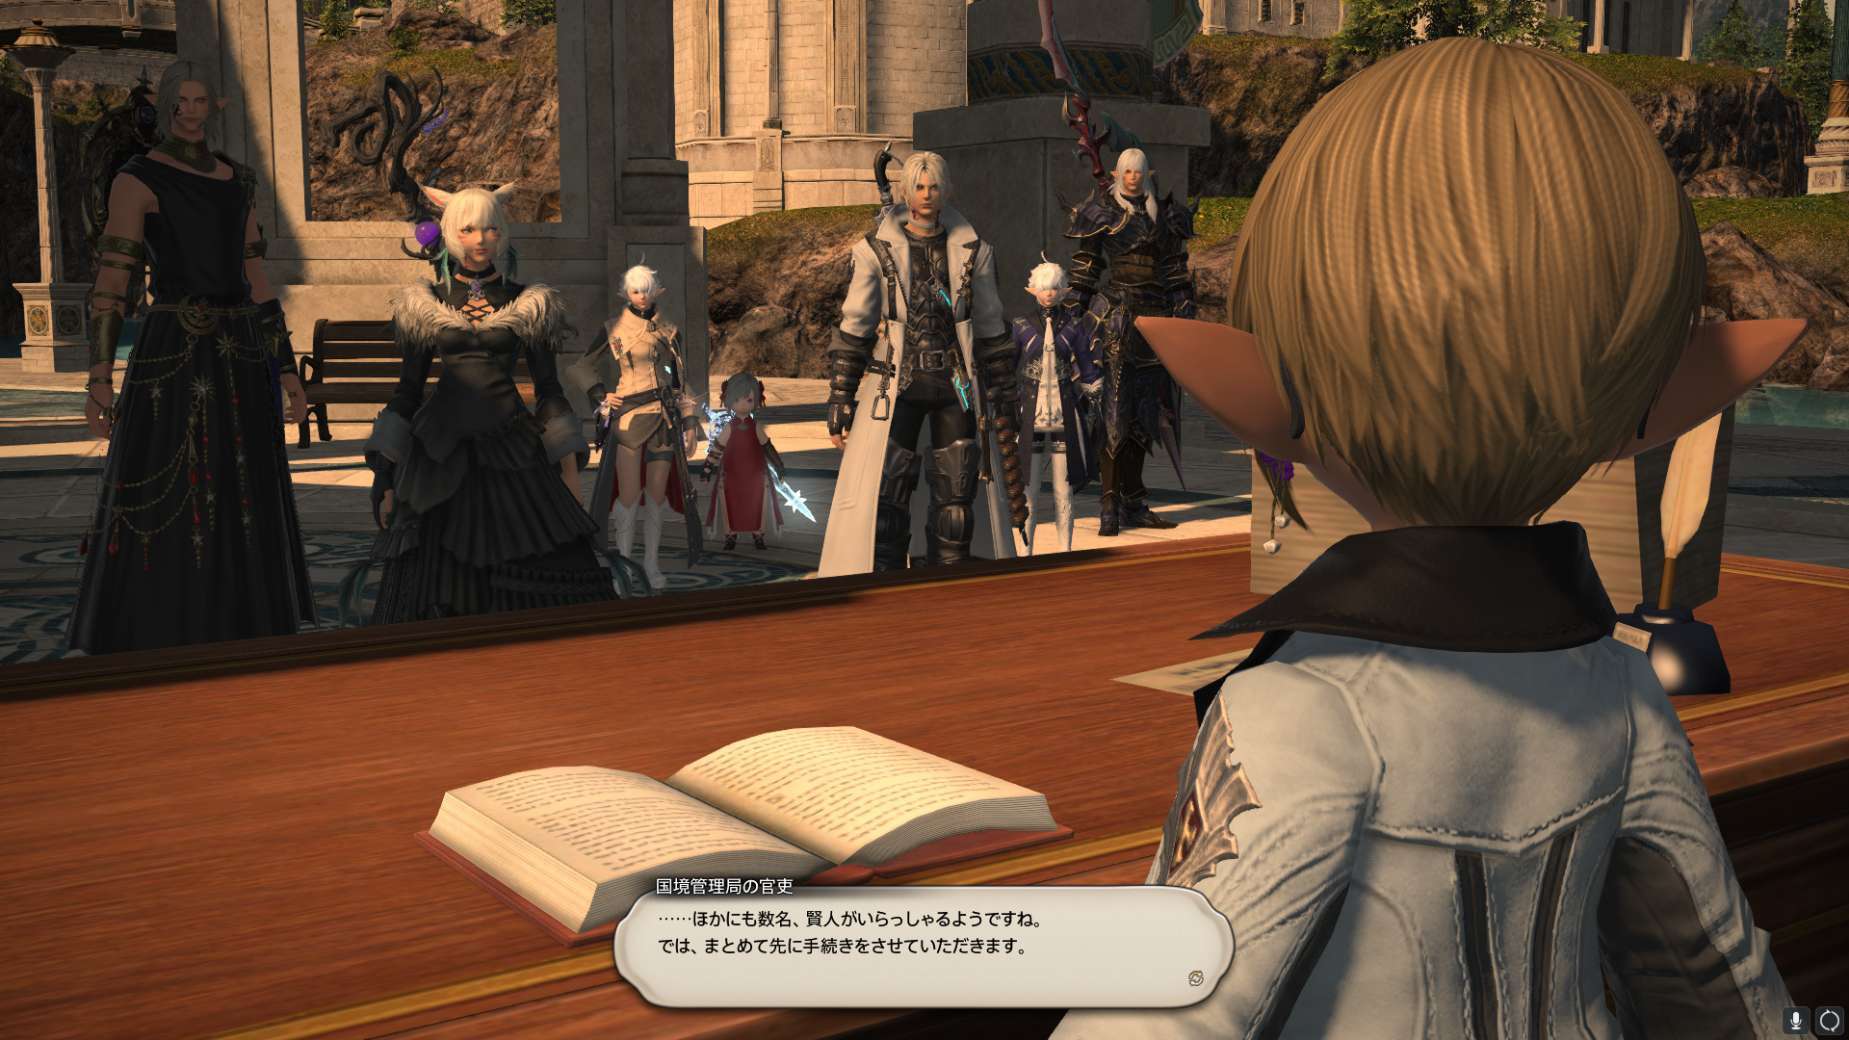 国境管理局の官吏
……ほかにも数名、賢人がいらっしゃるようですね。
では、まとめて先に手続きをさせていただきます。